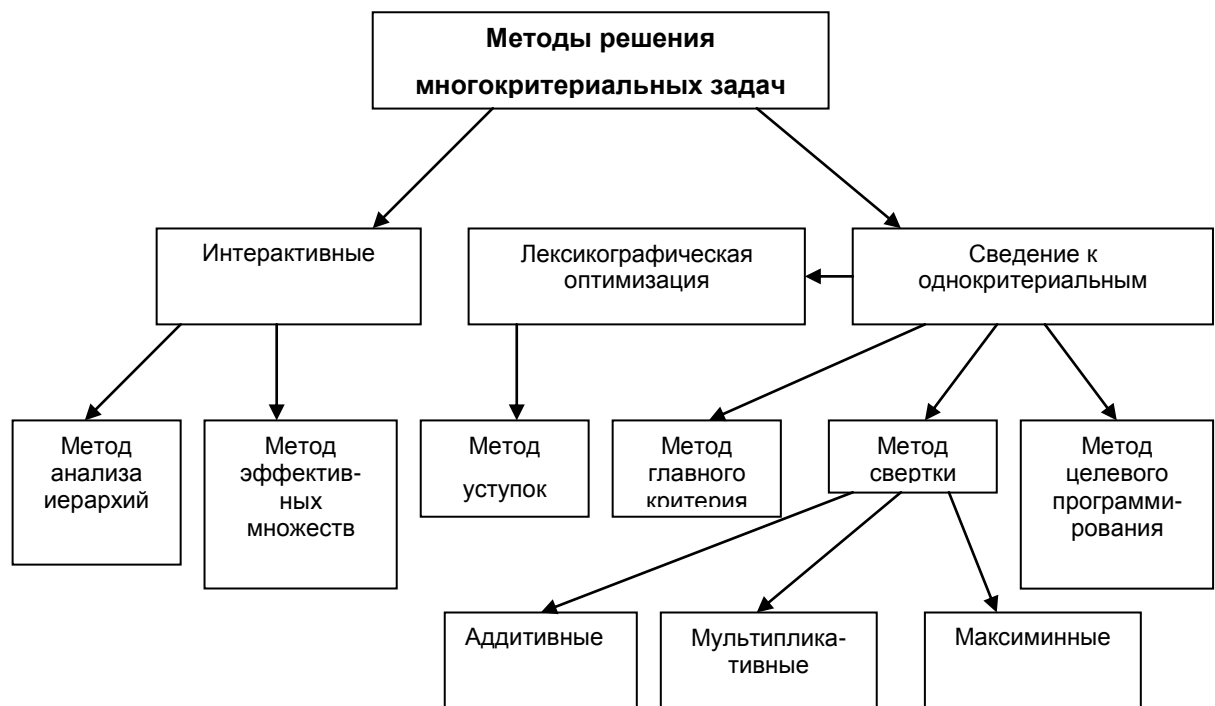 Методы решения
многокритериальных задач
Интерактивные
Лексикографическая
оптимизация
Сведение к
однокритериальным
Метод
анализа
иерархий
Метод
эффектив-
ных
множеств
Метод
уступок
Метод
главного
критерия
Метод
свертки
Метод
целевого
программи-
рования
Аддитивные
Мультиплика-
тивные
Максиминные